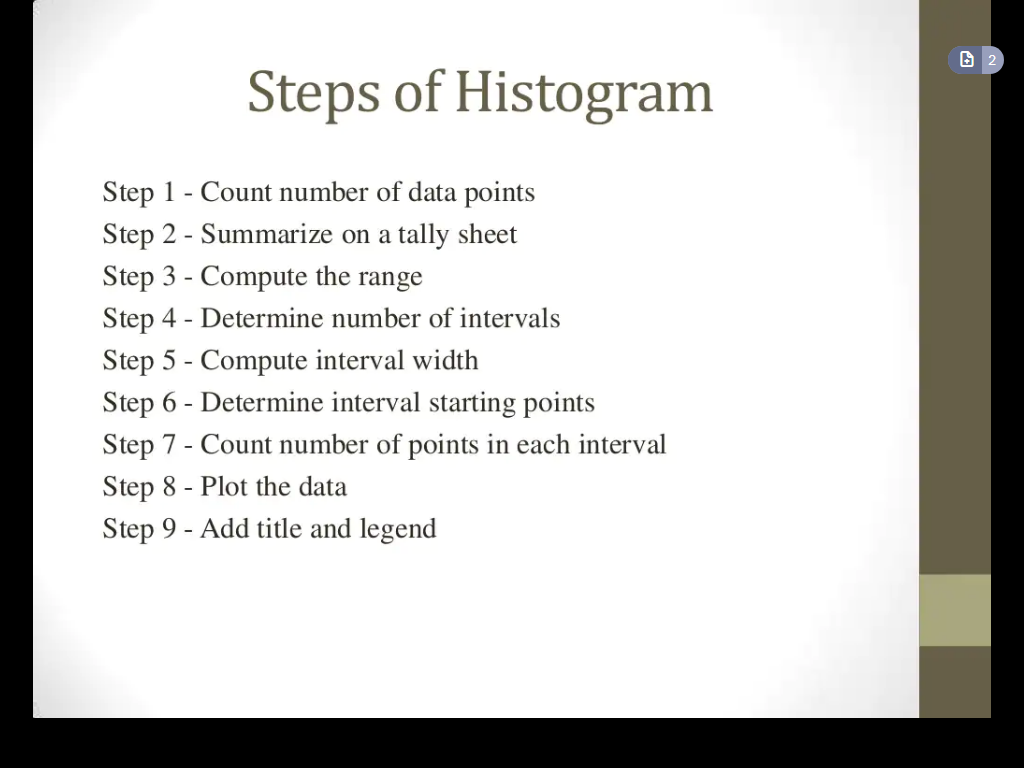 Steps of Histogram
Step 1 - Count number of data points
Step 2 - Summarize on a tally sheet
Step 3 - Compute the range
Step 4 - Determine number of intervals
Step 5 - Compute interval width
Step 6 - Determine interval starting points
Step 7 - Count number of points in each interval
Step 8 - Plot the data
Step 9 - Add title and legend
2